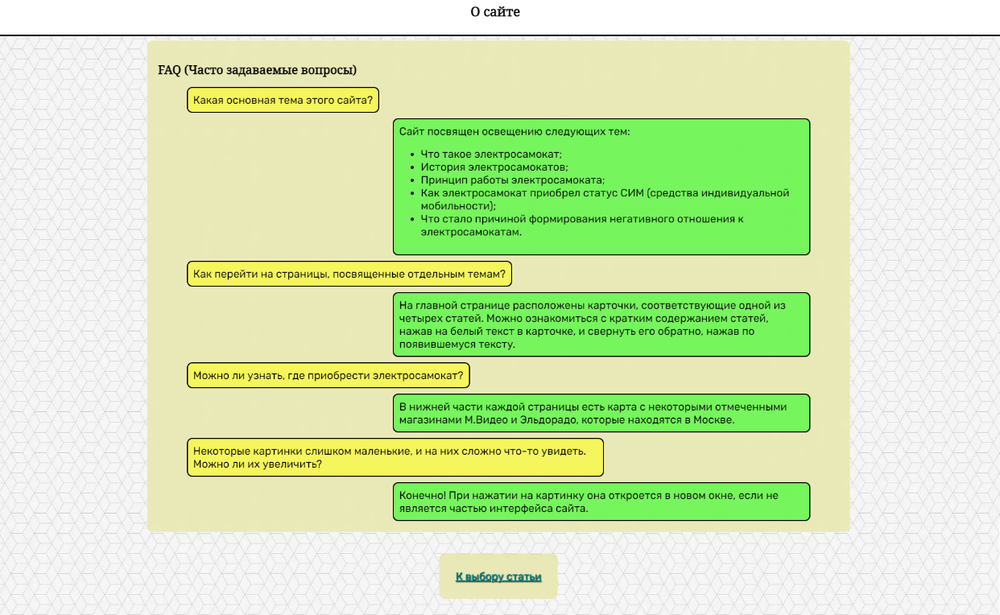 О сайте
FAQ (Часто задаваемые вопросы)
Какая основная тема этого сайта?
Сайт посвящен освещению следующих тем:
• Что такое электросамокат;
• История электросамокатов;
• Принцип работы электросамоката;
• Как электросамокат приобрел статус СИМ (средства индивидуальной
мобильности);
• Что стало причиной формирования негативного отношения к
электросамокатам.
Как перейти на страницы, посвященные отдельным темам?
На главной странице расположены карточки, соответствующие одной из
четырех статей. Можно ознакомиться с кратким содержанием статей,
нажав на белый текст в карточке, и свернуть его обратно, нажав по
появившемуся тексту.
Можно ли узнать, где приобрести электросамокат?
В нижней части каждой страницы есть карта с некоторыми отмеченными
магазинами М.Видео и Эльдорадо, которые находятся в Москве.
Некоторые картинки слишком маленькие, и на них сложно что-то увидеть.
Можно ли их увеличить?
Конечно! При нажатии на картинку она откроется в новом окне, если не
является частью интерфейса сайта.
К выбору статьи